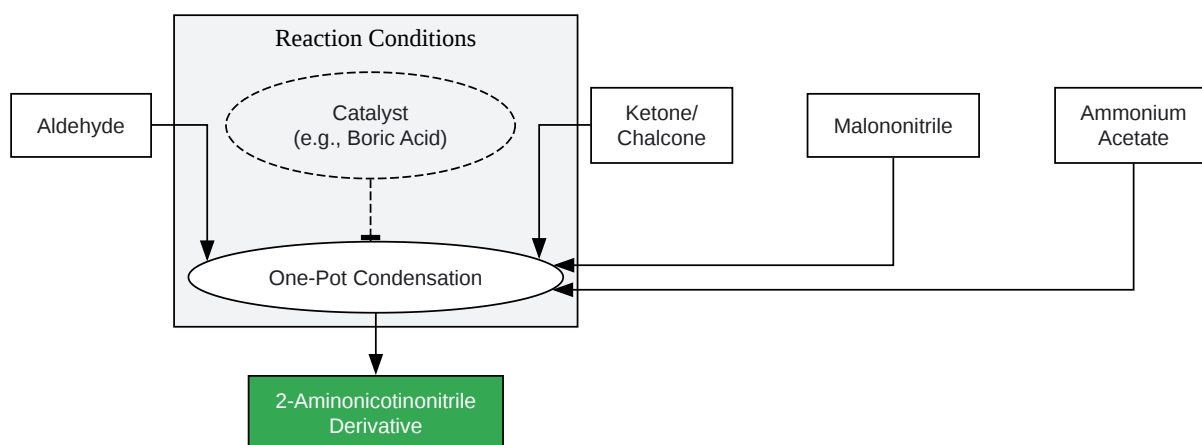 Reaction Conditions
Aldehyde
Catalyst
(e.g., Boric Acid)
Ketone/
Chalcone
Malononitrile
Ammonium
Acetate
One-Pot Condensation
2-Aminonicotinonitrile
Derivative